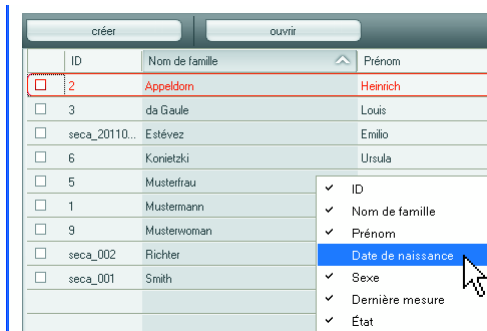 créer ouvrir
ID Nom de famille Prénom
2 Appeldorn Heinrich
3 da Gaule Louis
seca_20110... Estévez Emilio
6 Konietzki Ursula
5 Musterfrau
1 Mustermann
9 Musterwoman
seca_002 Richter
seca_001 Smith
ID
Nom de famille
Prénom
Date de naissance
Sexe
Dernière mesure
État